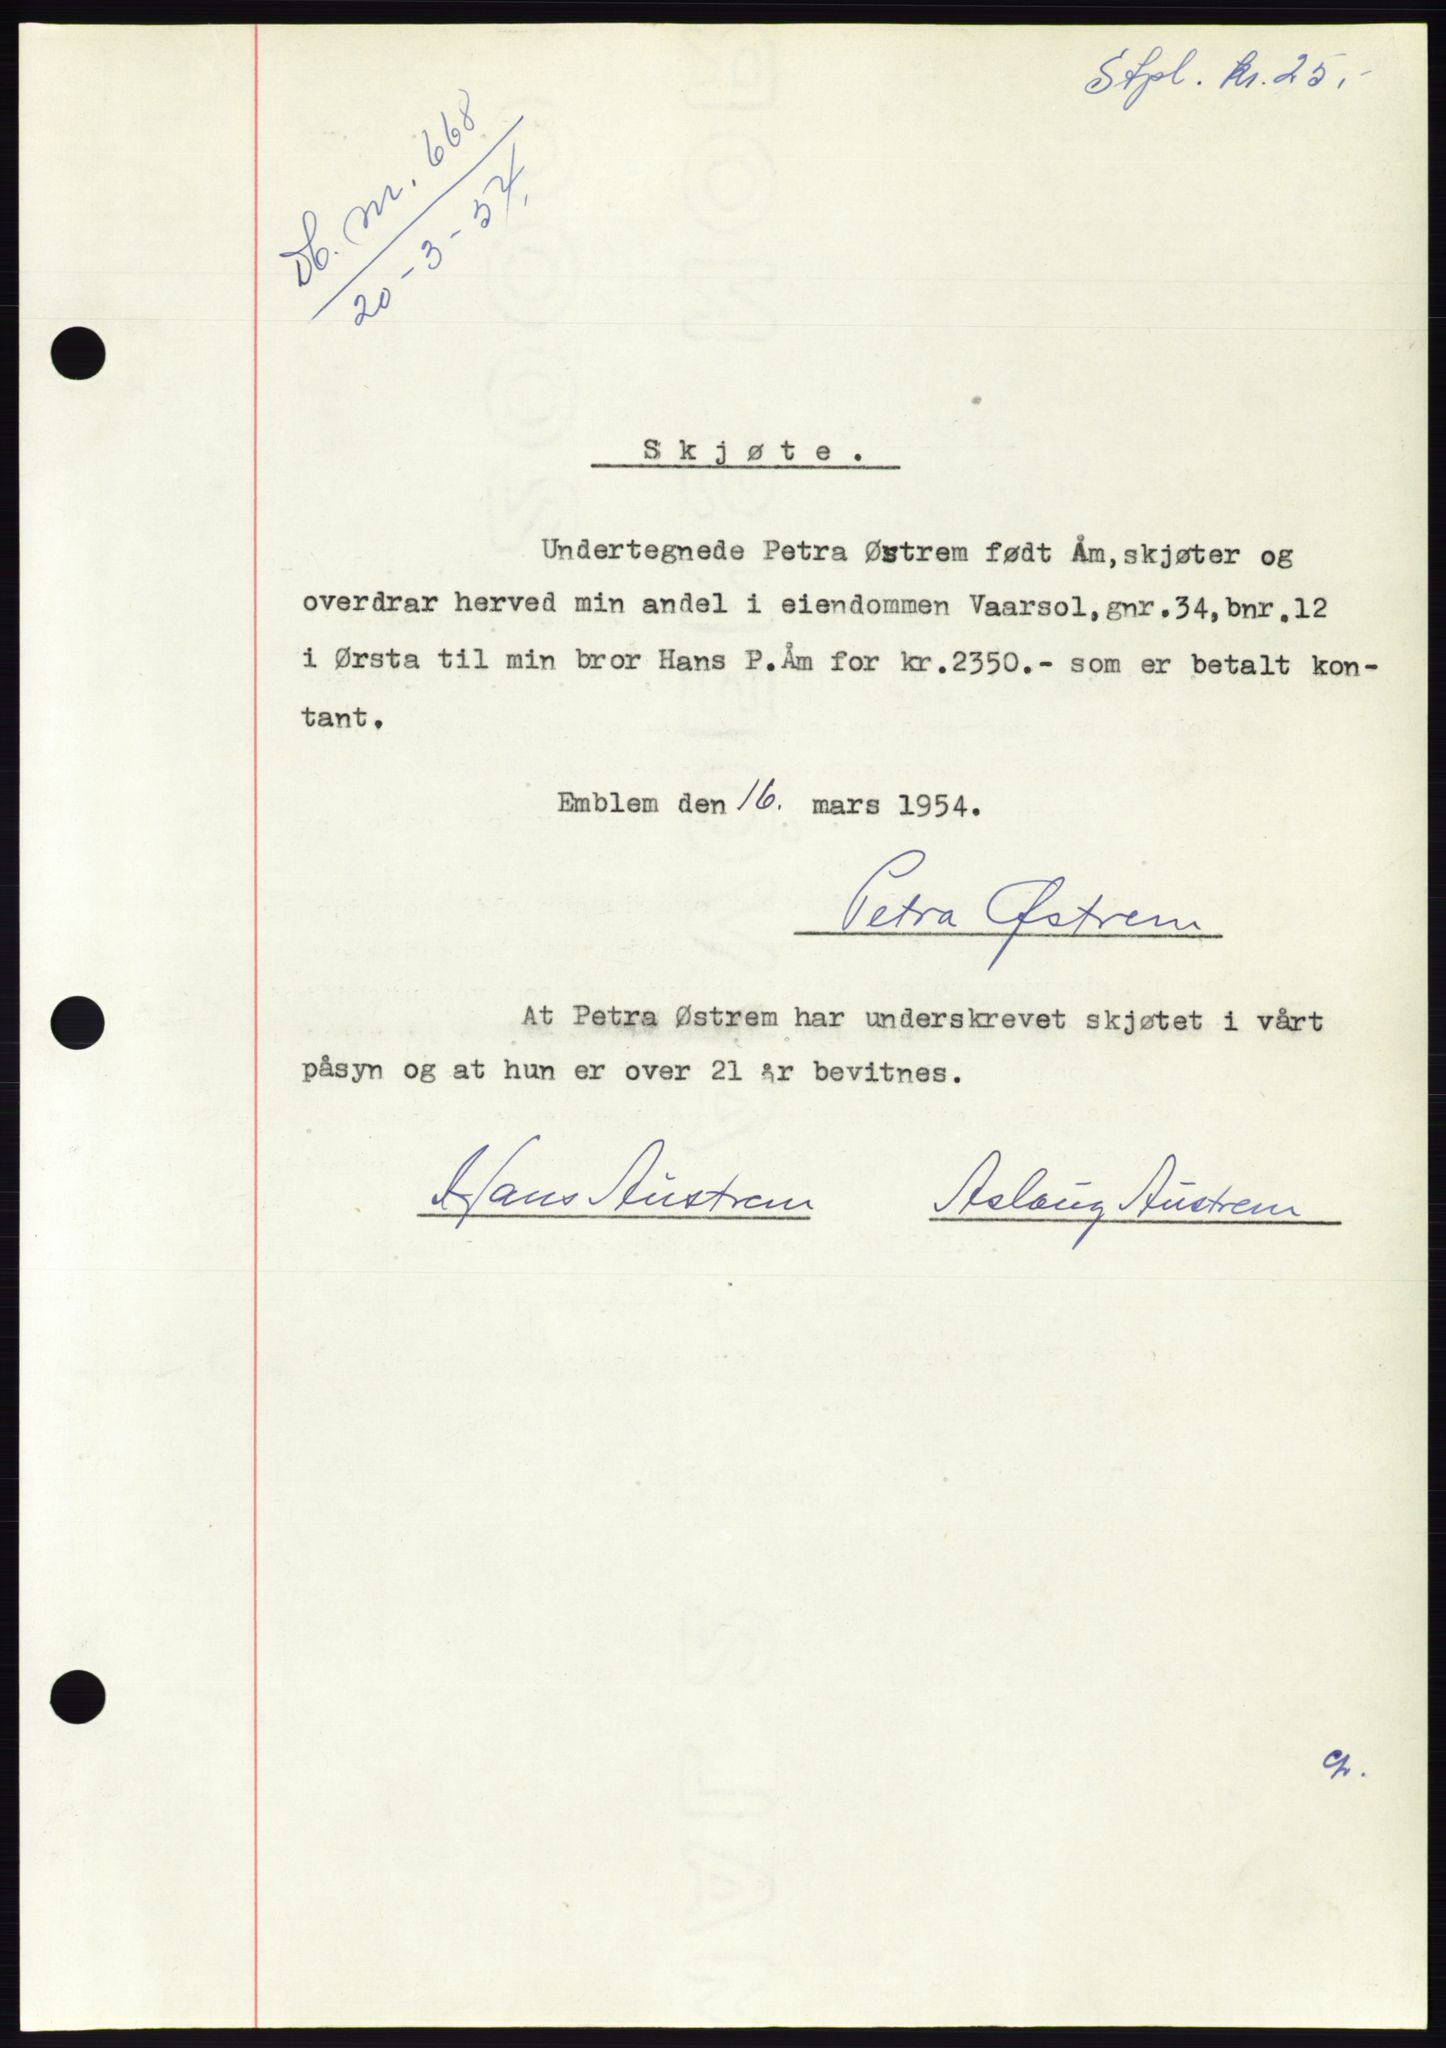 Stpl. kr. 25,-
Db. nr. 668
20-3-54.
Skjøte.
Undertegnede Petra Østrem født Åm, skjøter og
overdrar herved min andel i eiendommen Vaarsol, gnr.34, bnr.12
i Ørsta til min bror Hans P.Åm for kr.2350.- som er betalt kon-
tant.
Emblem den 16. mars 1954.
Petra Østrem
At Petra Østrem har underskrevet skjøtet i vårt
påsyn og at hun er over 21 år bevitnes.
Hans Austrem Aslaug Austrem